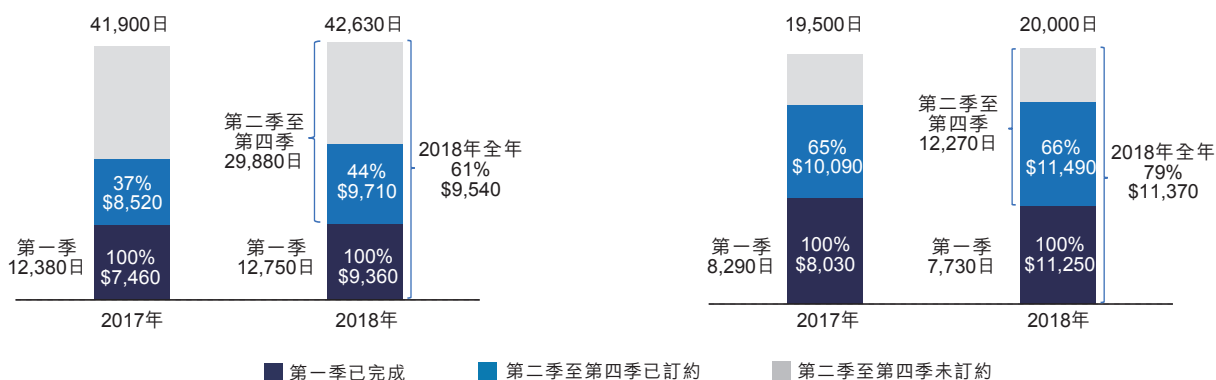 41,900日
42,630日
第二季至
第四季
29,880日
37%
$8,520
44%
$9,710
2018年全年
61%
$9,540
第一季
12,380日
100%
$7,460
第一季
12,750日
100%
$9,360
2017年
2018年
19,500日
20,000日
第二季至
第四季
12,270日
65%
$10,090
66%
$11,490
2018年全年
79%
$11,370
第一季
8,290日
100%
$8,030
第一季
7,730日
100%
$11,250
2017年
2018年
第一季已完成
第二季至第四季已訂約
第二季至第四季未訂約